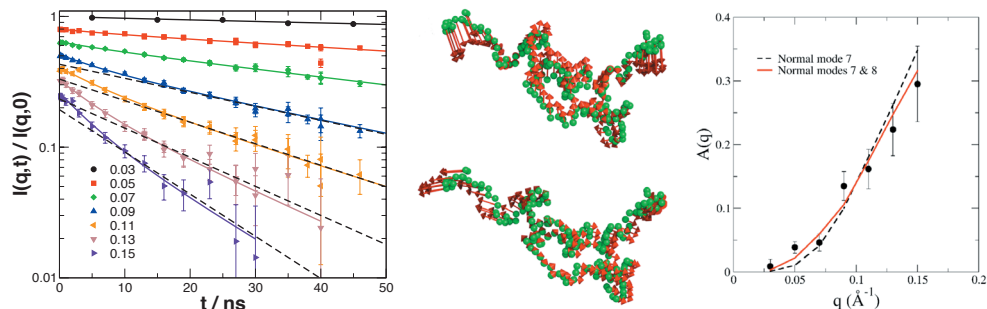 I(q,t) / I(q,0)
1
0.1
0.01
0.03
0.05
0.07
0.09
0.11
0.13
0.15
0 10 20 30 40 50
t / ns
A(q)
0.4
0.3
0.2
0.1
0
Normal mode 7
Normal modes 7 & 8
0 0.05 0.1 0.15 0.2
q (Å⁻¹)